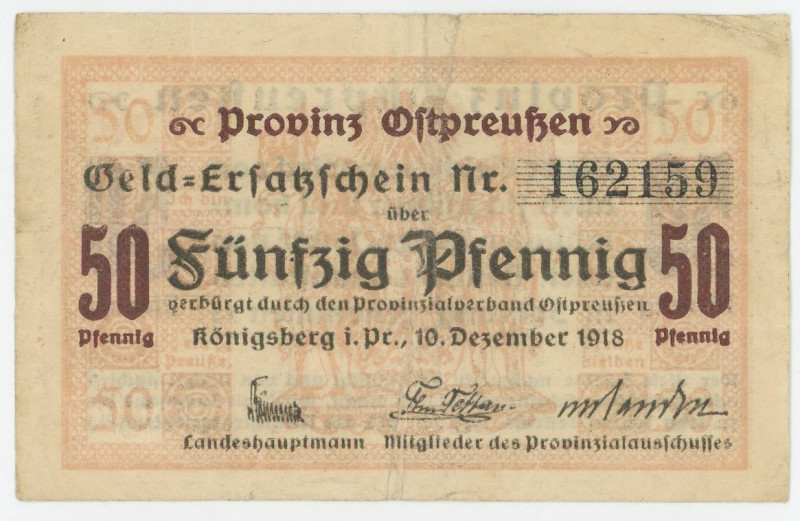 Provinz Ostpreußen
Geld-Ersatzschein Nr. 162159
über
50 Fünfzig Pfennig 50
Pfennig verbürgt durch den Provinzialverband Ostpreußen Pfennig
Königsberg i. Pr., 10. Dezember 1918
Landeshauptmann Mitglieder des Provinzialausschusses